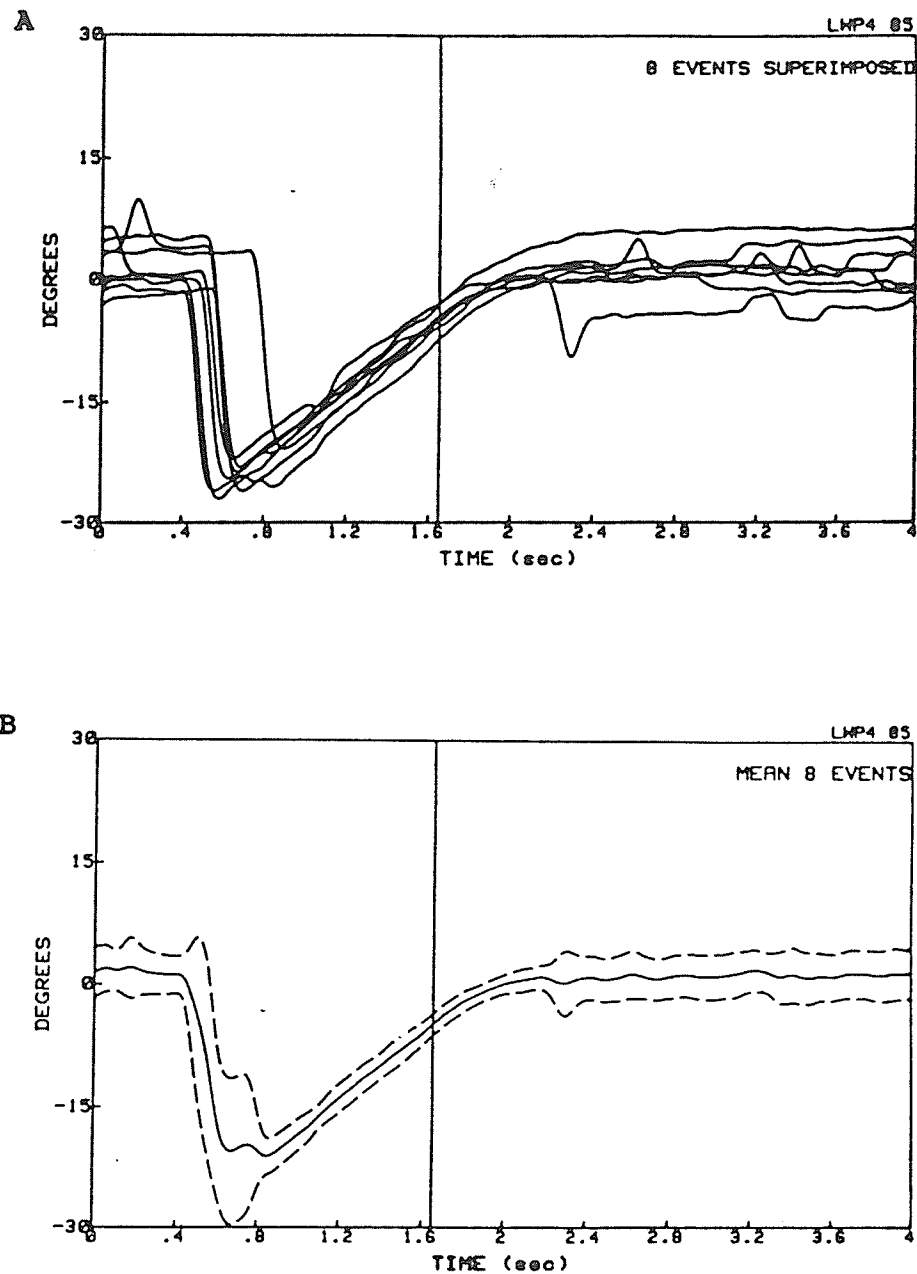 A
LWP4 05
8 EVENTS SUPERIMPOSED
30
15
0
-15
-30
DEGREES
0 .4 .8 1.2 1.6 2 2.4 2.8 3.2 3.6 4
TIME (sec)
B
LWP4 05
MEAN 8 EVENTS
30
15
0
-15
-30
DEGREES
0 .4 .8 1.2 1.6 2 2.4 2.8 3.2 3.6 4
TIME (sec)